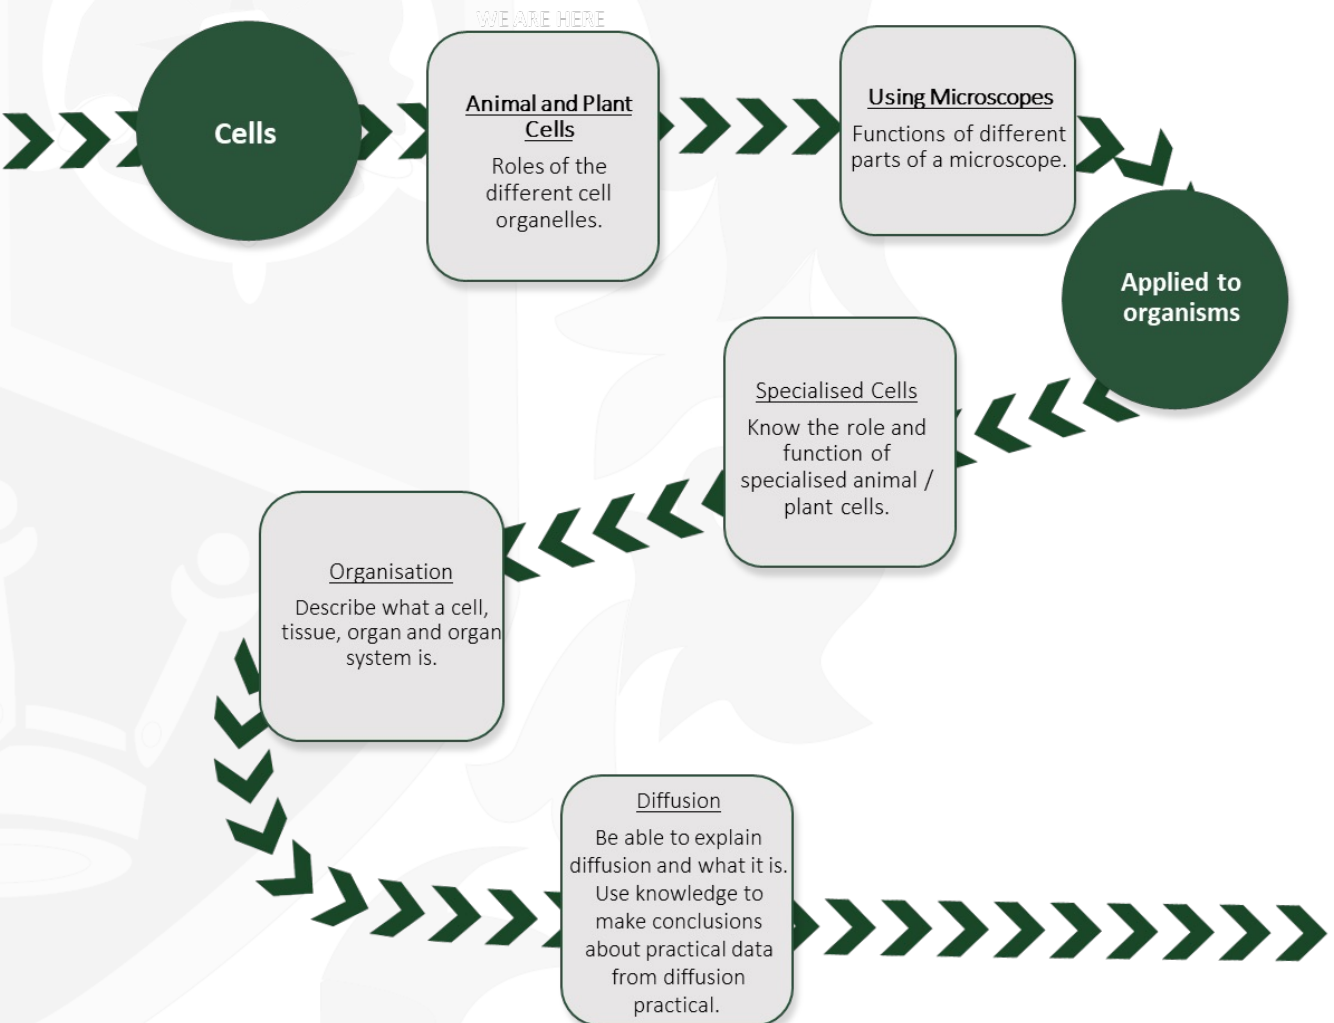 WE ARE HERE
Cells
Animal and Plant
Cells
Roles of the
different cell
organelles.
Using Microscopes
Functions of different
parts of a microscope.
Applied to
organisms
Specialised Cells
Know the role and
function of
specialised animal /
plant cells.
Organisation
Describe what a cell,
tissue, organ and organ
system is.
Diffusion
Be able to explain
diffusion and what it is.
Use knowledge to
make conclusions
about practical data
from diffusion
practical.